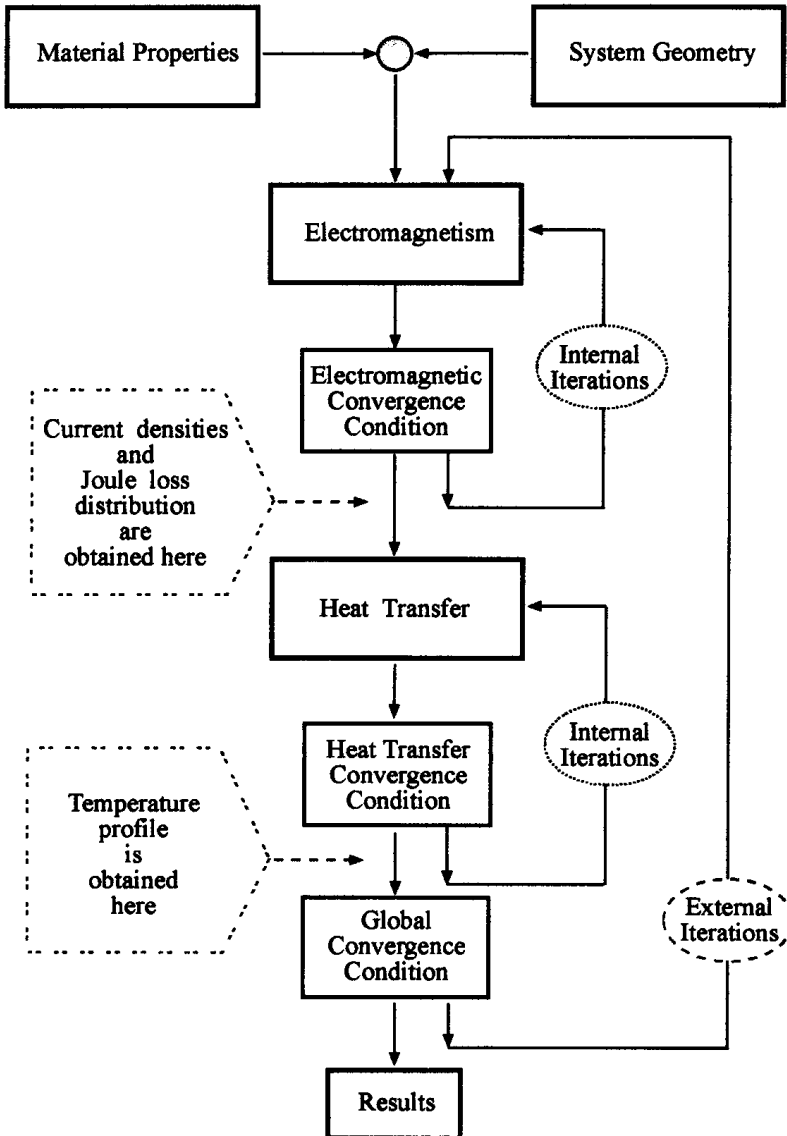 Material Properties
System Geometry
Electromagnetism
Internal
Iterations
Electromagnetic
Convergence
Condition
Current densities
and
Joule loss
distribution
are
obtained here
Heat Transfer
Internal
Iterations
Heat Transfer
Convergence
Condition
Temperature
profile
is
obtained
here
Global
Convergence
Condition
External
Iterations
Results